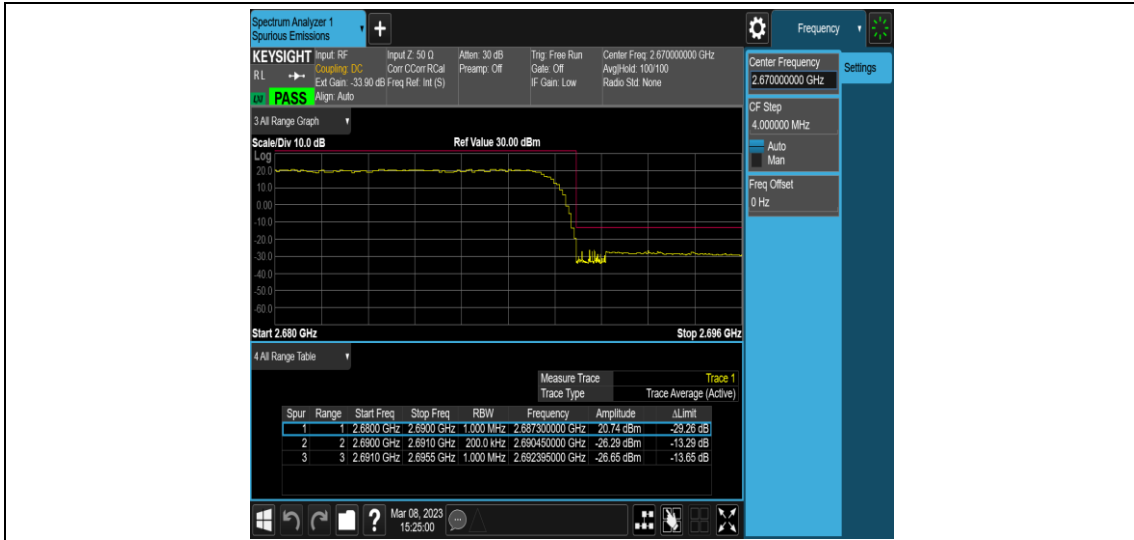 Spectrum Analyzer 1
Spurious Emissions
+
Frequency
KEYSIGHT Input: RF Input Z: 50 Ω Atten: 30 dB Trig: Free Run Center Freq: 2.670000000 GHz
RL Coupling: DC Corr CCorr RCal Preamp: Off Gate: Off Avg|Hold: 100/100
Ext Gain: -33.90 dB Freq Ref: Int (S) IF Gain: Low Radio Std: None
LXI PASS Align: Auto
Center Frequency
2.670000000 GHz
Settings
CF Step
4.000000 MHz
Auto
Man
Freq Offset
0 Hz
3 All Range Graph
Scale/Div 10.0 dB Ref Value 30.00 dBm
Log
20.0
10.0
0.00
-10.0
-20.0
-30.0
-40.0
-50.0
-60.0
Start 2.680 GHz Stop 2.696 GHz
4 All Range Table
Measure Trace Trace 1
Trace Type Trace Average (Active)
Spur Range Start Freq Stop Freq RBW Frequency Amplitude ΔLimit
1 1 2.6800 GHz 2.6900 GHz 1.000 MHz 2.687300000 GHz 20.74 dBm -29.26 dB
2 2 2.6900 GHz 2.6910 GHz 200.0 kHz 2.690450000 GHz -26.29 dBm -13.29 dB
3 3 2.6910 GHz 2.6955 GHz 1.000 MHz 2.692395000 GHz -26.65 dBm -13.65 dB
? Mar 08, 2023
15:25:00